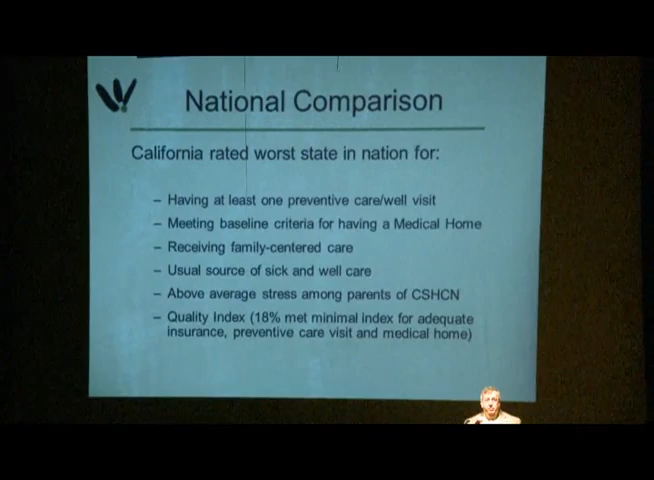 National Comparison
California rated worst state in nation for:
– Having at least one preventive care/well visit
– Meeting baseline criteria for having a Medical Home
– Receiving family-centered care
– Usual source of sick and well care
– Above average stress among parents of CSHCN
– Quality Index (18% met minimal index for adequate
insurance, preventive care visit and medical home)